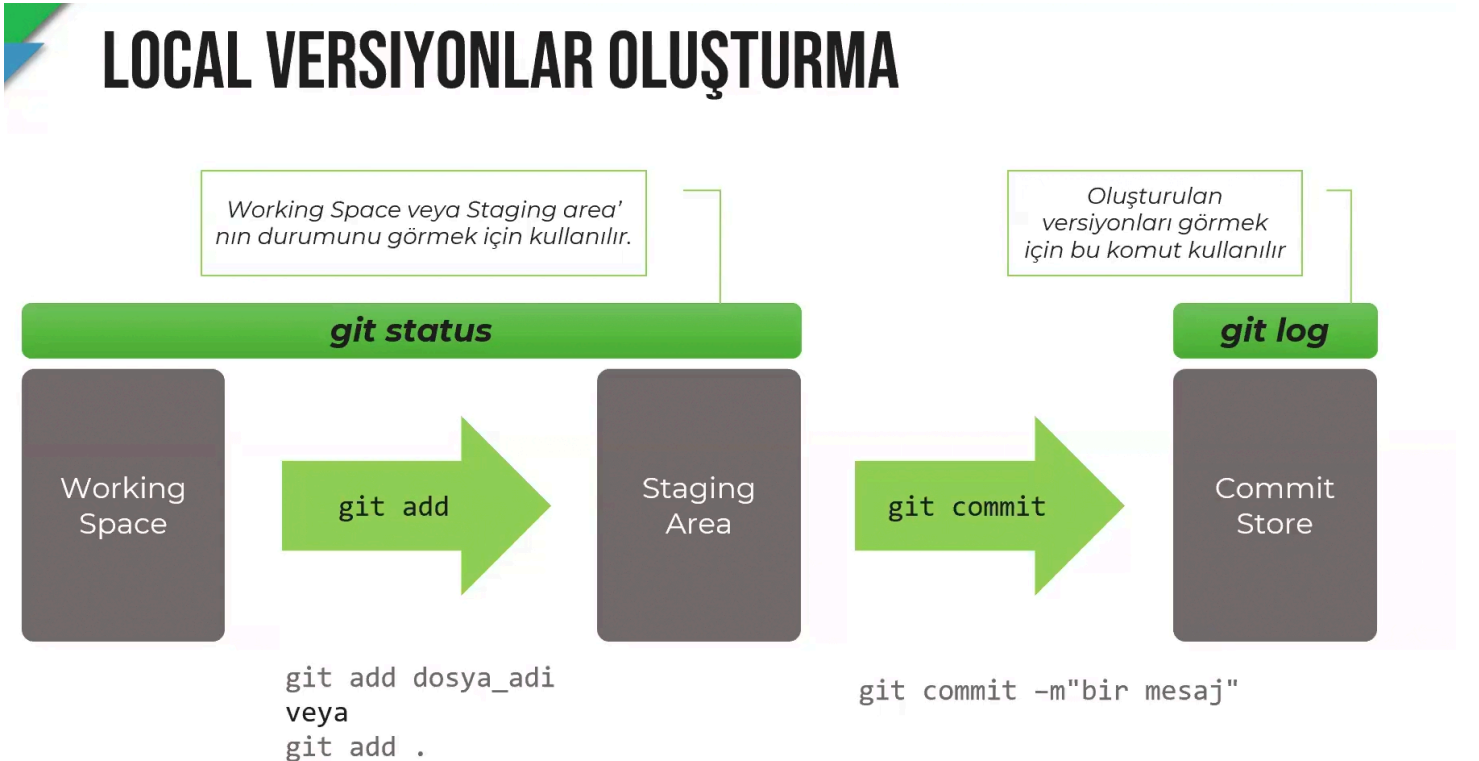 LOCAL VERSIYONLAR OLUŞTURMA
Working Space veya Staging area'
nın durumunu görmek için kullanılır.
Oluşturulan
versiyonları görmek
için bu komut kullanılır
git status
git log
Working
Space
git add
Staging
Area
git commit
Commit
Store
git add dosya_adi
veya
git add .
git commit –m"bir mesaj"